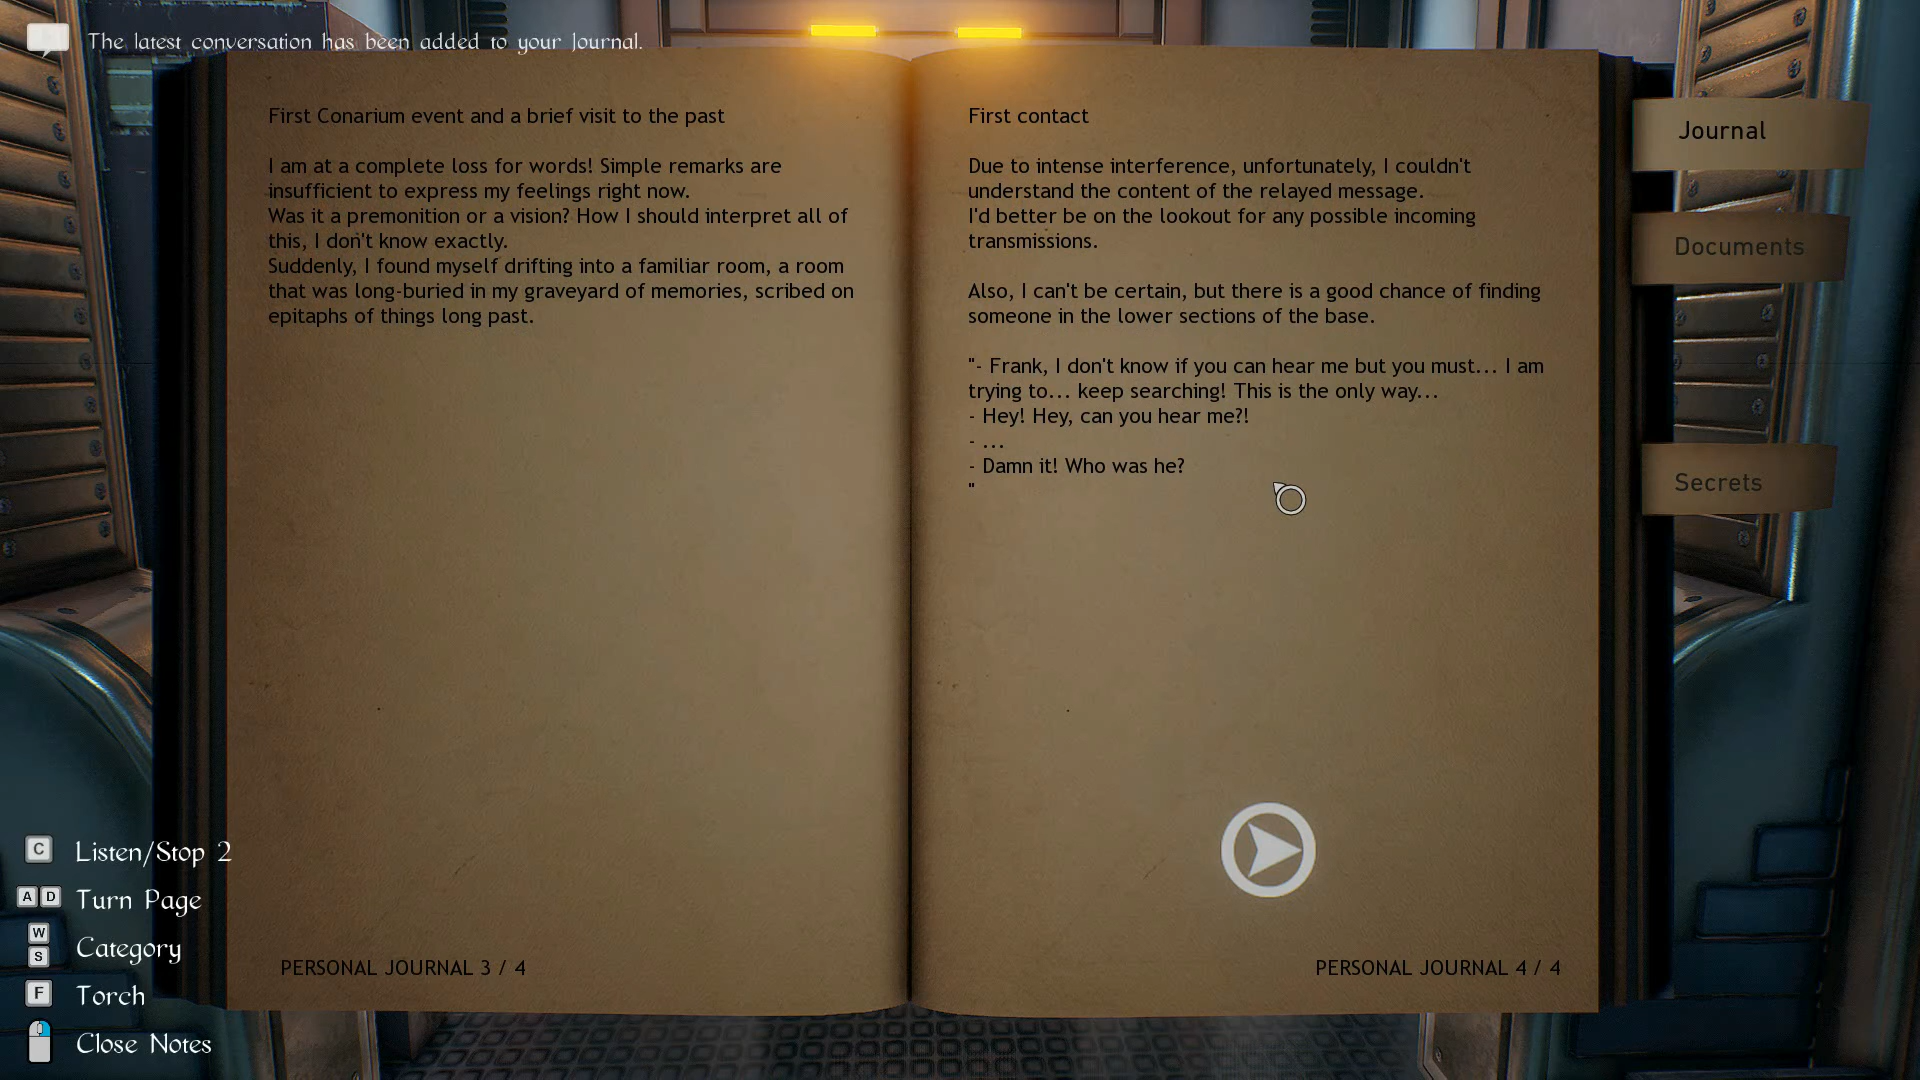 The latest conversation has been added to your Journal.
First Conarium event and a brief visit to the past
I am at a complete loss for words! Simple remarks are
insufficient to express my feelings right now.
Was it a premonition or a vision? How I should interpret all of
this, I don't know exactly.
Suddenly, I found myself drifting into a familiar room, a room
that was long-buried in my graveyard of memories, scribed on
epitaphs of things long past.
PERSONAL JOURNAL 3 / 4
First contact
Due to intense interference, unfortunately, I couldn't
understand the content of the relayed message.
I'd better be on the lookout for any possible incoming
transmissions.
Also, I can't be certain, but there is a good chance of finding
someone in the lower sections of the base.
"- Frank, I don't know if you can hear me but you must... I am
trying to... keep searching! This is the only way...
- Hey! Hey, can you hear me?!
- ...
- Damn it! Who was he?
"
PERSONAL JOURNAL 4 / 4
Journal
Documents
Secrets
C Listen/Stop 2
A D Turn Page
W
S Category
F Torch
Close Notes